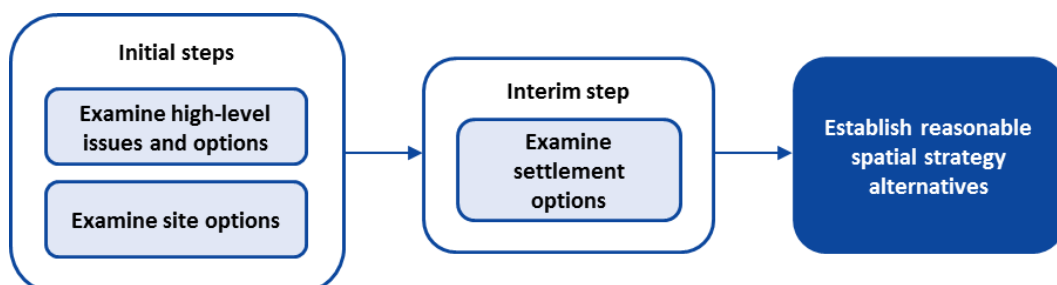 Initial steps
Examine high-level
issues and options
Examine site options
Interim step
Examine
settlement
options
Establish reasonable
spatial strategy
alternatives